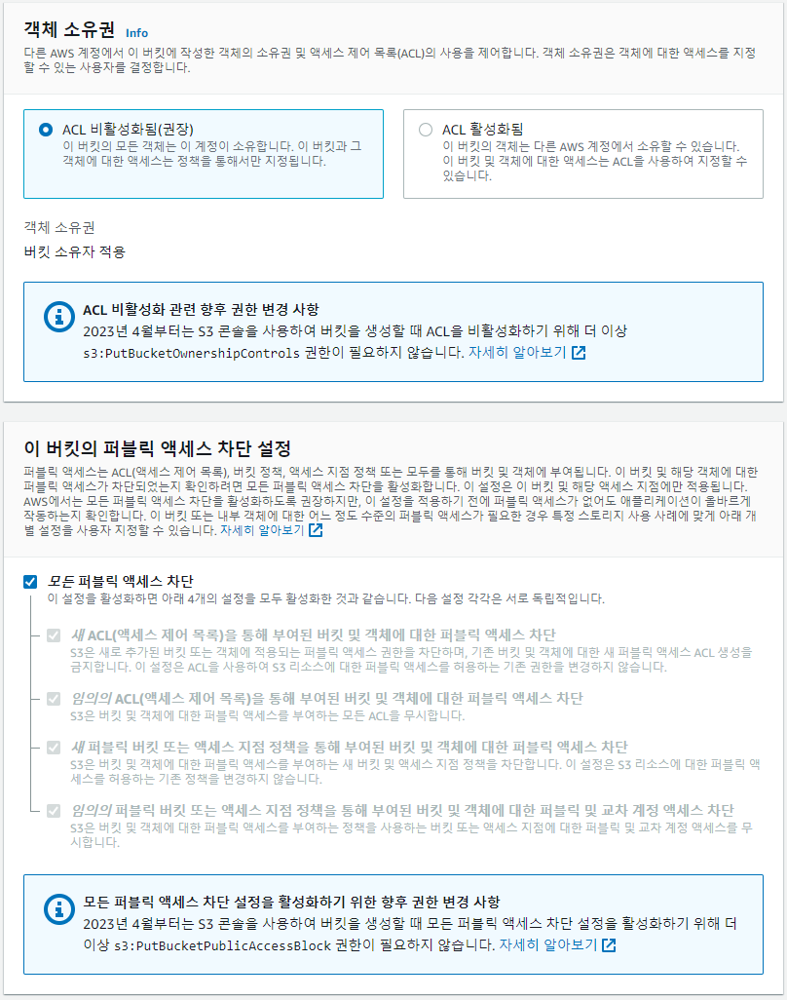 객체 소유권 Info
다른 AWS 계정에서 이 버킷에 작성한 객체의 소유권 및 액세스 제어 목록(ACL)의 사용을 제어합니다. 객체 소유권은 객체에 대한 액세스를 지정
할 수 있는 사용자를 결정합니다.
ACL 비활성화됨(권장)
이 버킷의 모든 객체는 이 계정이 소유합니다. 이 버킷과 그
객체에 대한 액세스는 정책을 통해서만 지정됩니다.
ACL 활성화됨
이 버킷의 객체는 다른 AWS 계정에서 소유할 수 있습니다.
이 버킷 및 객체에 대한 액세스는 ACL을 사용하여 지정할 수
있습니다.
객체 소유권
버킷 소유자 적용
ACL 비활성화 관련 향후 권한 변경 사항
2023년 4월부터는 S3 콘솔을 사용하여 버킷을 생성할 때 ACL을 비활성화하기 위해 더 이상
s3:PutBucketOwnershipControls 권한이 필요하지 않습니다. 자세히 알아보기
이 버킷의 퍼블릭 액세스 차단 설정
퍼블릭 액세스는 ACL(액세스 제어 목록), 버킷 정책, 액세스 지점 정책 또는 모두를 통해 버킷 및 객체에 부여됩니다. 이 버킷 및 해당 객체에 대한
퍼블릭 액세스가 차단되었는지 확인하려면 모든 퍼블릭 액세스 차단을 활성화합니다. 이 설정은 이 버킷 및 해당 액세스 지점에만 적용됩니다.
AWS에서는 모든 퍼블릭 액세스 차단을 활성화하도록 권장하지만, 이 설정을 적용하기 전에 퍼블릭 액세스가 없어도 애플리케이션이 올바르게
작동하는지 확인합니다. 이 버킷 또는 내부 객체에 대한 어느 정도 수준의 퍼블릭 액세스가 필요한 경우 특정 스토리지 사용 사례에 맞게 아래 개
별 설정을 사용자 지정할 수 있습니다. 자세히 알아보기
모든 퍼블릭 액세스 차단
이 설정을 활성화하면 아래 4개의 설정을 모두 활성화한 것과 같습니다. 다음 설정 각각은 서로 독립적입니다.
새 ACL(액세스 제어 목록)을 통해 부여된 버킷 및 객체에 대한 퍼블릭 액세스 차단
S3은 새로 추가된 버킷 또는 객체에 적용되는 퍼블릭 액세스 권한을 차단하며, 기존 버킷 및 객체에 대한 새 퍼블릭 액세스 ACL 생성을
금지합니다. 이 설정은 ACL을 사용하여 S3 리소스에 대한 퍼블릭 액세스를 허용하는 기존 권한을 변경하지 않습니다.
임의의 ACL(액세스 제어 목록)을 통해 부여된 버킷 및 객체에 대한 퍼블릭 액세스 차단
S3은 버킷 및 객체에 대한 퍼블릭 액세스를 부여하는 모든 ACL을 무시합니다.
새 퍼블릭 버킷 또는 액세스 지점 정책을 통해 부여된 버킷 및 객체에 대한 퍼블릭 액세스 차단
S3은 버킷 및 객체에 대한 퍼블릭 액세스를 부여하는 새 버킷 및 액세스 지점 정책을 차단합니다. 이 설정은 S3 리소스에 대한 퍼블릭 액
세스를 허용하는 기존 정책을 변경하지 않습니다.
임의의 퍼블릭 버킷 또는 액세스 지점 정책을 통해 부여된 버킷 및 객체에 대한 퍼블릭 및 교차 계정 액세스 차단
S3은 버킷 및 객체에 대한 퍼블릭 액세스를 부여하는 정책을 사용하는 버킷 또는 액세스 지점에 대한 퍼블릭 및 교차 계정 액세스를 무
시합니다.
모든 퍼블릭 액세스 차단 설정을 활성화하기 위한 향후 권한 변경 사항
2023년 4월부터는 S3 콘솔을 사용하여 버킷을 생성할 때 모든 퍼블릭 액세스 차단 설정을 활성화하기 위해 더
이상 s3:PutBucketPublicAccessBlock 권한이 필요하지 않습니다. 자세히 알아보기